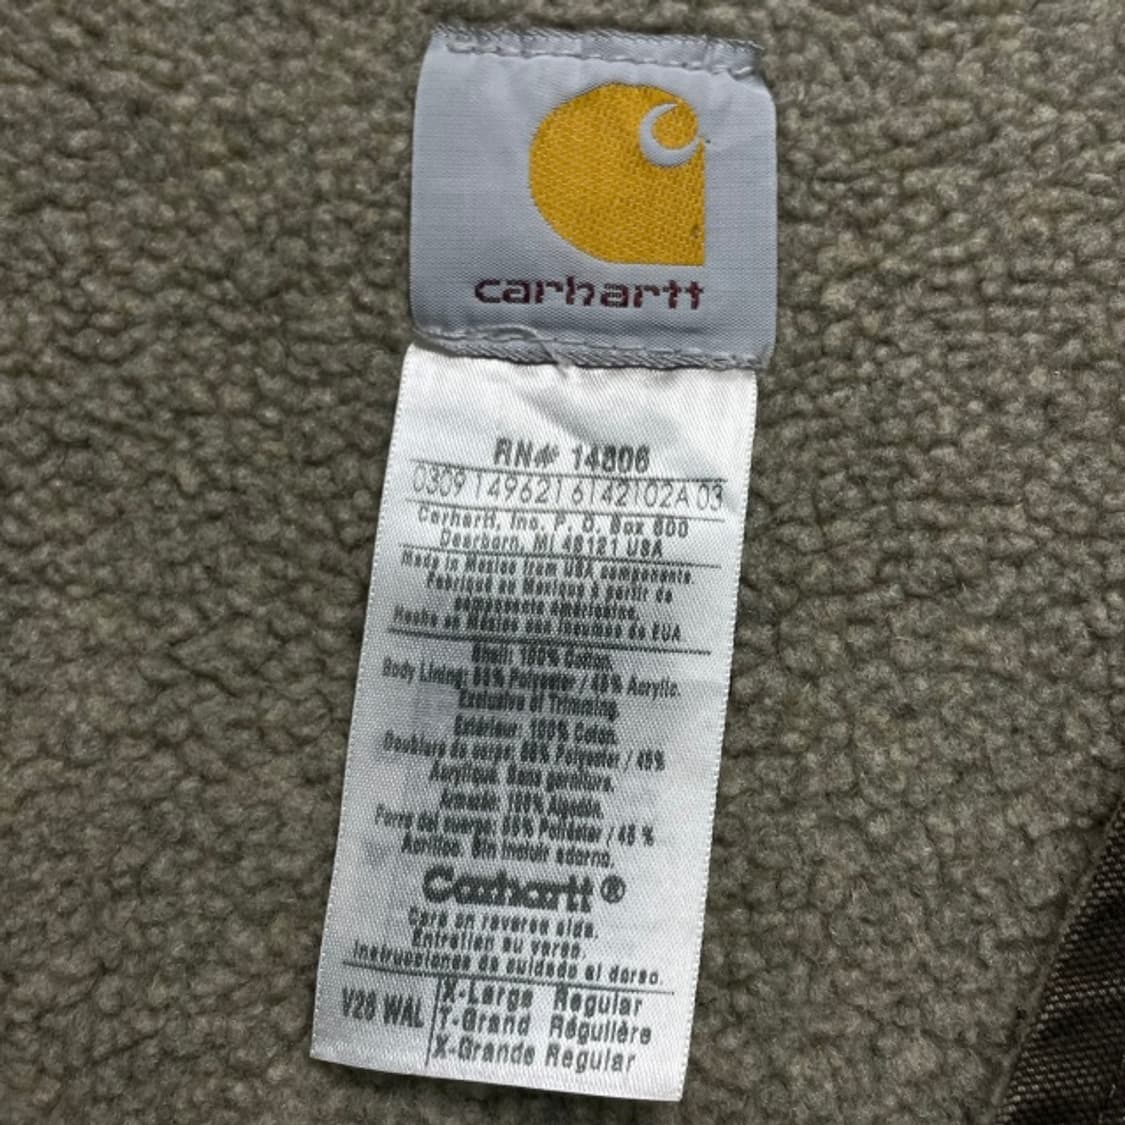 carhartt
RN# 14806
0309 149621 6142102A 03
Carhartt, Inc. P. O. Box 600
Dearborn, MI 48121 USA
Made in Mexico from USA components.
Fabriqué au Mexique à partir de
composants américains.
Hecho en México con insumos de EUA
Shell: 100% Cotton.
Body Lining: 55% Polyester / 45% Acrylic.
Exclusive of Trimming.
Extérieur: 100% Coton.
Doublure de corps: 55% Polyester / 45%
Acrylique. Sans garniture.
Armazón: 100% Algodón.
Forro del cuerpo: 55% Poliéster / 45 %
Acrílico. Sin incluir adorno.
Carhartt®
Care on reverse side.
Entretien au verso.
Instrucciones de cuidado al dorso.
V26 WAL
X-Large Regular
T-Grand Régulière
X-Grande Regular